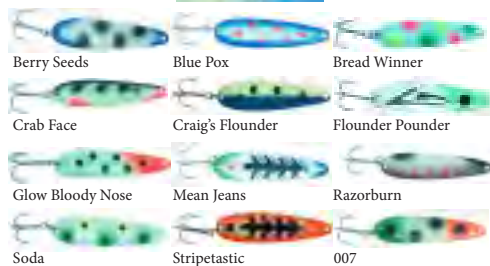 Berry Seeds Blue Pox Bread Winner
Crab Face Craig's Flounder Flounder Pounder
Glow Bloody Nose Mean Jeans Razorburn
Soda Stripetastic 007